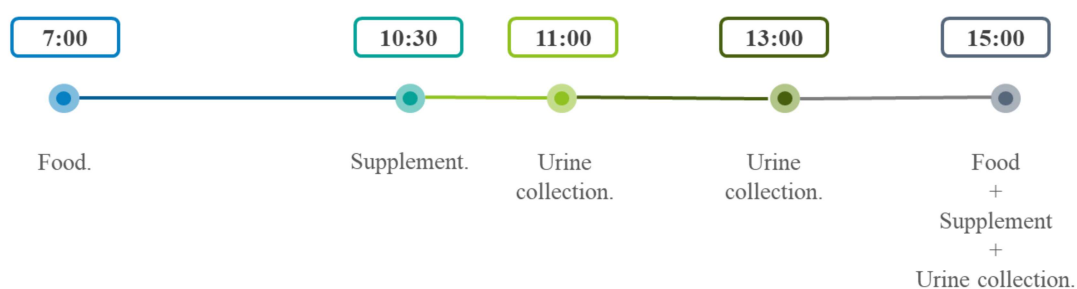 7:00
10:30
11:00
13:00
15:00
Food.
Supplement.
Urine
collection.
Urine
collection.
Food
+
Supplement
+
Urine collection.